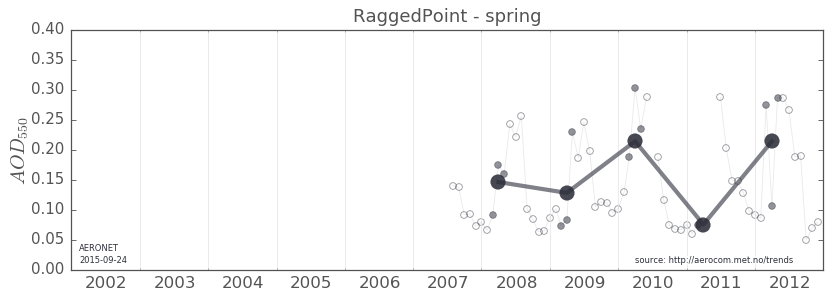 RaggedPoint - spring
0.40
0.35
0.30
0.25
0.20
0.15
0.10
0.05
0.00
AOD550
AERONET
2015-09-24
source: http://aerocom.met.no/trends
2002 2003 2004 2005 2006 2007 2008 2009 2010 2011 2012